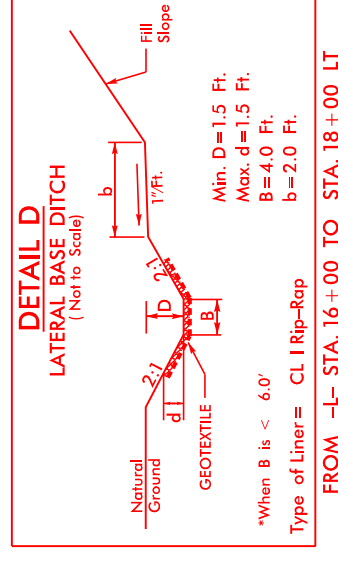 DETAIL D
LATERAL BASE DITCH
( Not to Scale)
Fill
Slope
b
1"/Ft.
Natural
Ground
2:1
2:1
D
d
B
GEOTEXTILE
Min. D=1.5 Ft.
Max. d=1.5 Ft.
B=4.0 Ft.
b=2.0 Ft.
*When B is < 6.0'
Type of Liner= CL I Rip-Rap
FROM -L- STA. 16+00 TO STA. 18+00 LT